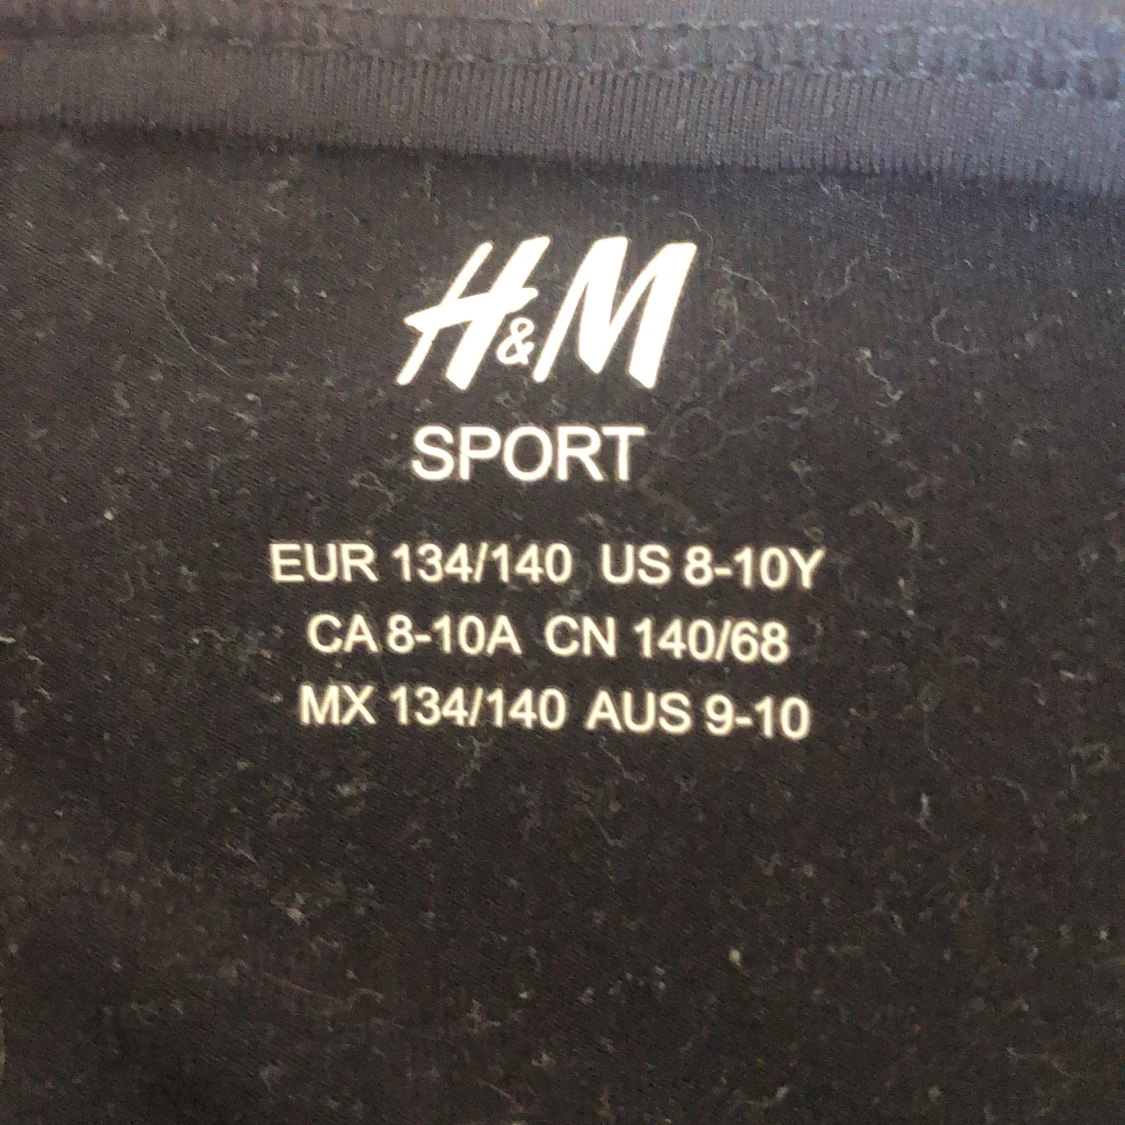 H&M
SPORT
EUR 134/140 US 8-10Y
CA 8-10A CN 140/68
MX 134/140 AUS 9-10